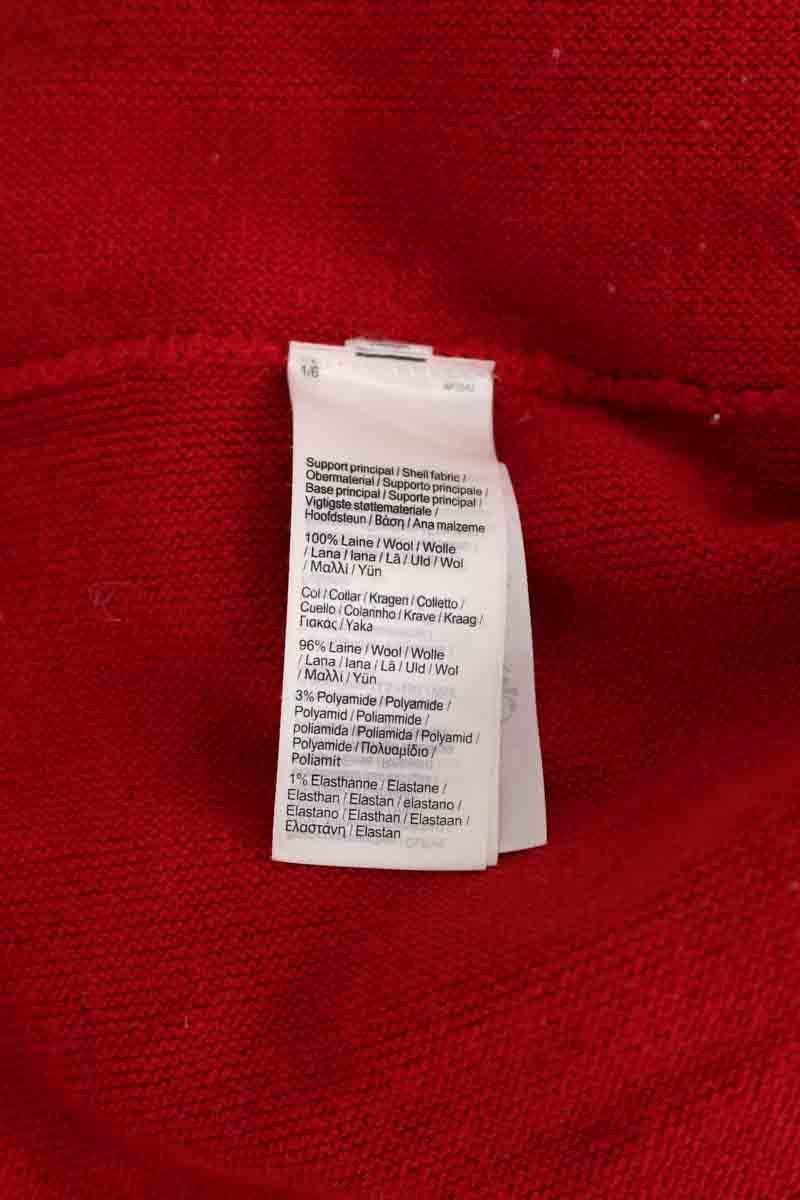 1/6
Support principal / Shell fabric /
Obermaterial / Supporto principale /
Base principal / Suporte principal /
Vigtigste støttemateriale /
Hoofdsteun / Βάση / Ana malzeme
100% Laine / Wool / Wolle
/ Lana / lana / Lã / Uld / Wol
/ Μαλλί / Yün
Col / Collar / Kragen / Colletto /
Cuello / Colarinho / Krave / Kraag /
Γιακάς / Yaka
96% Laine / Wool / Wolle
/ Lana / lana / Lã / Uld / Wol
/ Μαλλί / Yün
3% Polyamide / Polyamide /
Polyamid / Poliammide /
poliamida / Poliamida / Polyamid /
Polyamide / Πολυαμίδιο /
Poliamit
1% Elasthanne / Elastane /
Elasthan / Elastan / elastano /
Elastano / Elasthan / Elastaan /
Ελαστάνη / Elastan